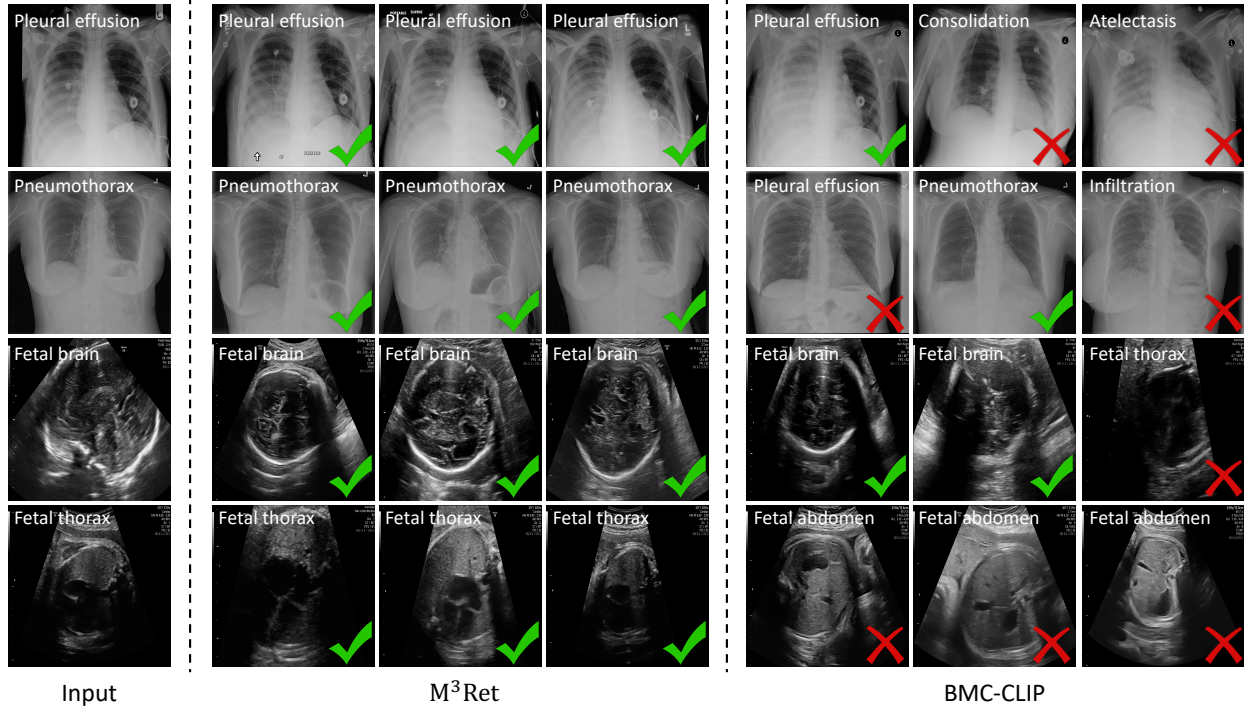 Pleural effusion Pleural effusion Pleural effusion Pleural effusion Pleural effusion Consolidation Atelectasis
Pneumothorax Pneumothorax Pneumothorax Pneumothorax Pleural effusion Pneumothorax Infiltration
Fetal brain Fetal brain Fetal brain Fetal brain Fetal brain Fetal brain Fetal thorax
Fetal thorax Fetal thorax Fetal thorax Fetal thorax Fetal abdomen Fetal abdomen Fetal abdomen
Input M³Ret BMC-CLIP